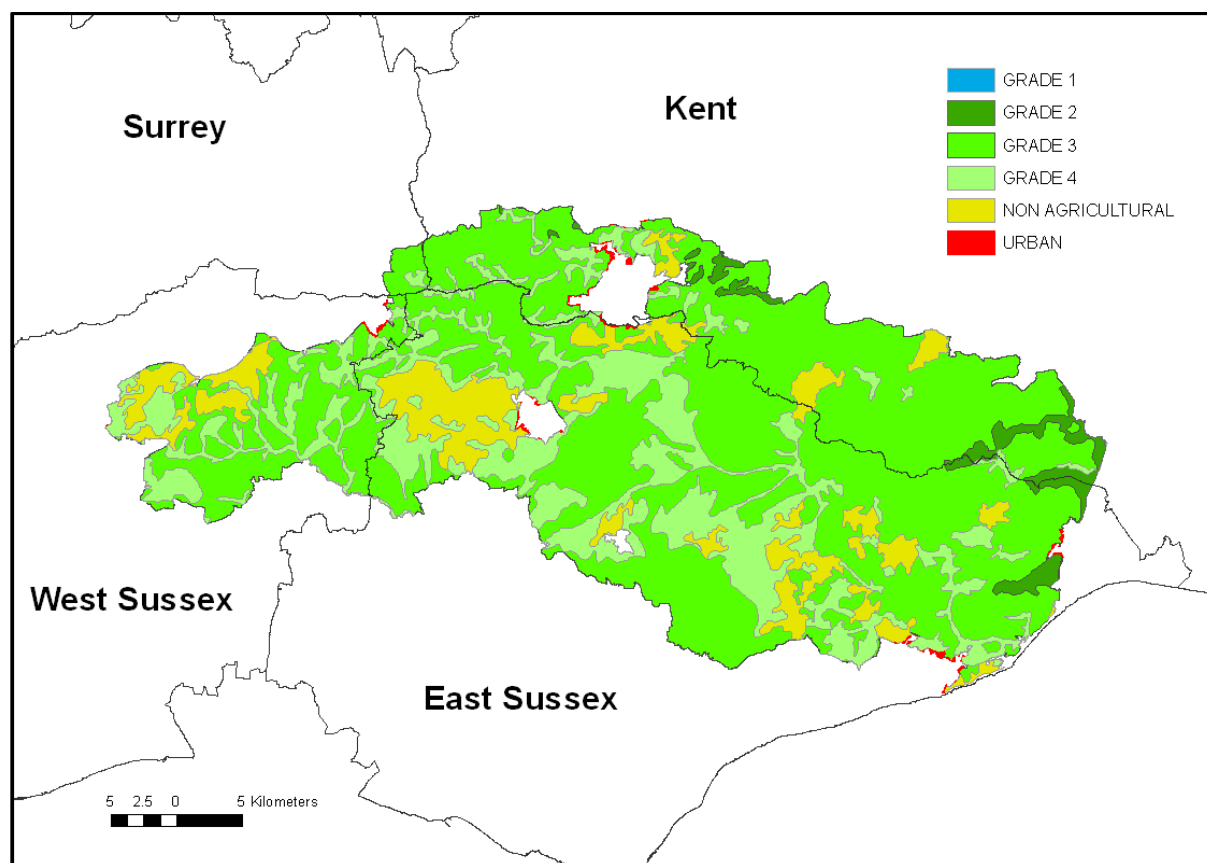 Surrey
Kent
GRADE 1
GRADE 2
GRADE 3
GRADE 4
NON AGRICULTURAL
URBAN
West Sussex
East Sussex
5 2.5 0 5 Kilometers